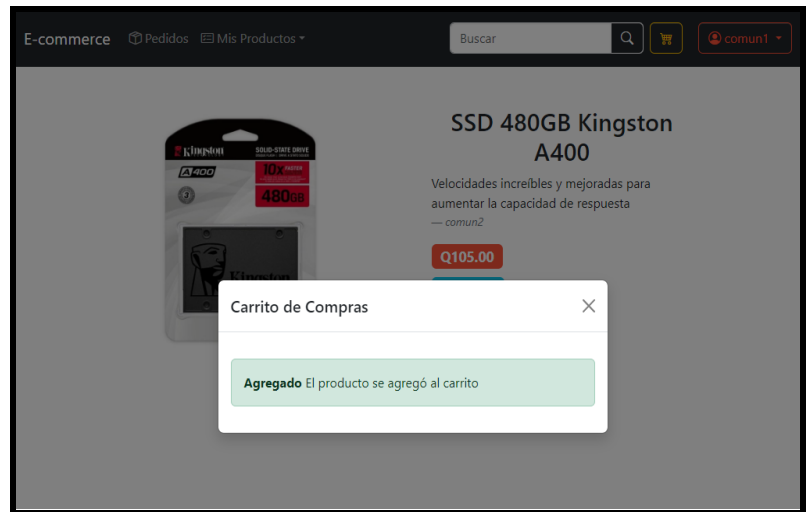 E-commerce Pedidos Mis Productos Buscar comun1
SSD 480GB Kingston
A400
Kingston SOLID-STATE DRIVE
A400 10x FASTER
480GB
Kingston
Velocidades increíbles y mejoradas para
aumentar la capacidad de respuesta
— comun2
Q105.00
Carrito de Compras
Agregado El producto se agregó al carrito